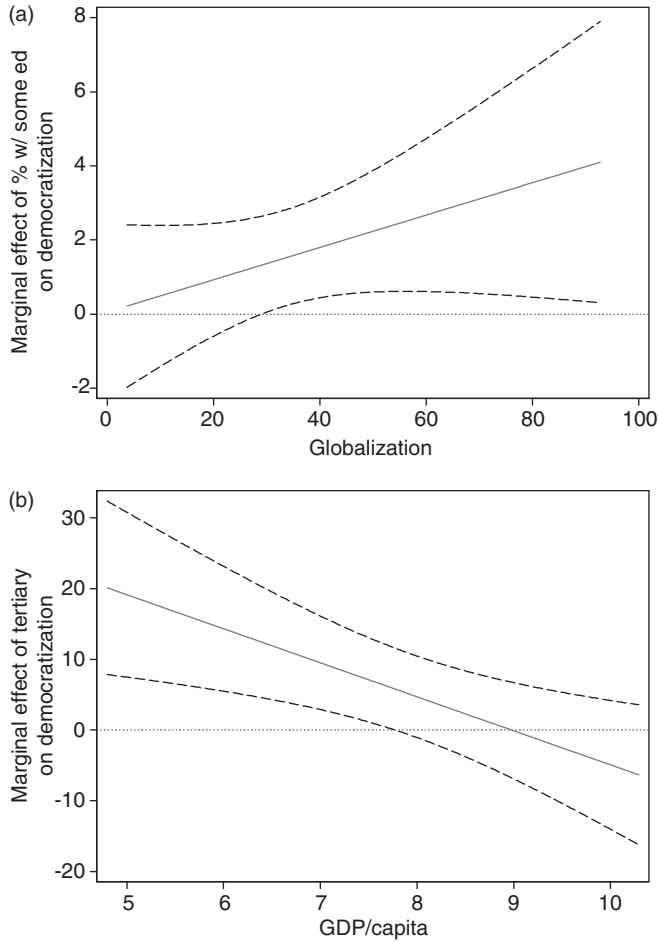 (a)
Marginal effect of % w/ some ed
on democratization
8
6
4
2
0
-2
0 20 40 60 80 100
Globalization
(b)
Marginal effect of tertiary
on democratization
30
20
10
0
-10
-20
5 6 7 8 9 10
GDP/capita